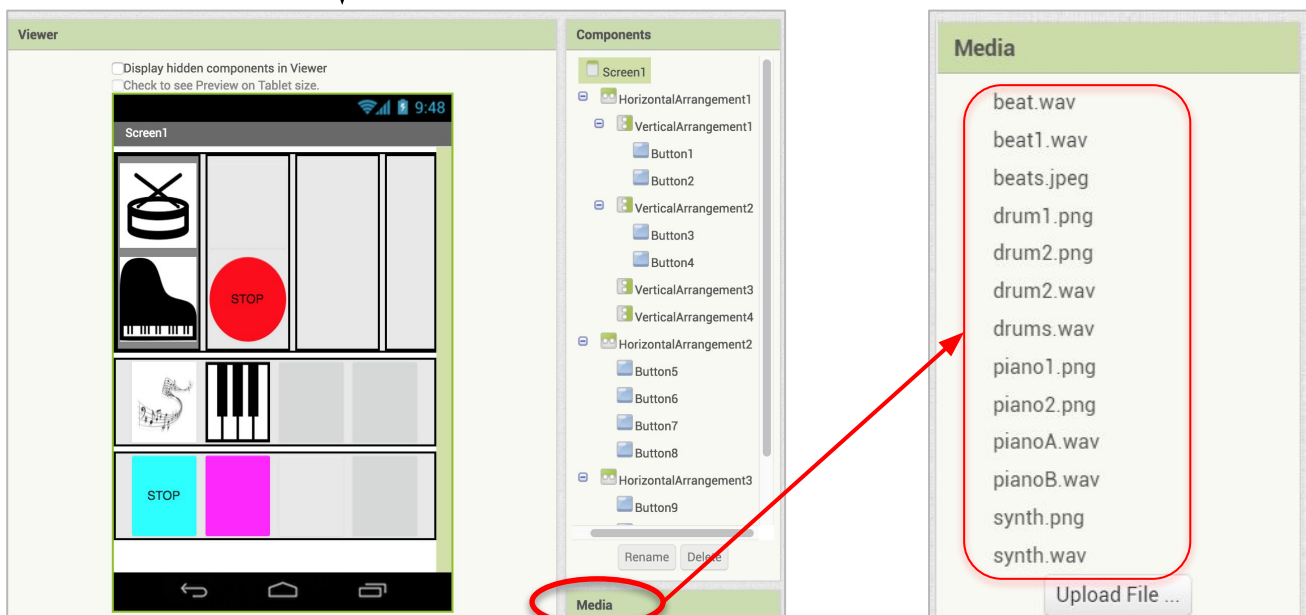 Viewer
Display hidden components in Viewer
Check to see Preview on Tablet size.
9:48
Screen1
STOP
STOP
Components
Screen1
HorizontalArrangement1
VerticalArrangement1
Button1
Button2
VerticalArrangement2
Button3
Button4
VerticalArrangement3
VerticalArrangement4
HorizontalArrangement2
Button5
Button6
Button7
Button8
HorizontalArrangement3
Button9
Rename Delete
Media
Media
beat.wav
beat1.wav
beats.jpeg
drum1.png
drum2.png
drum2.wav
drums.wav
piano1.png
piano2.png
pianoA.wav
pianoB.wav
synth.png
synth.wav
Upload File ...